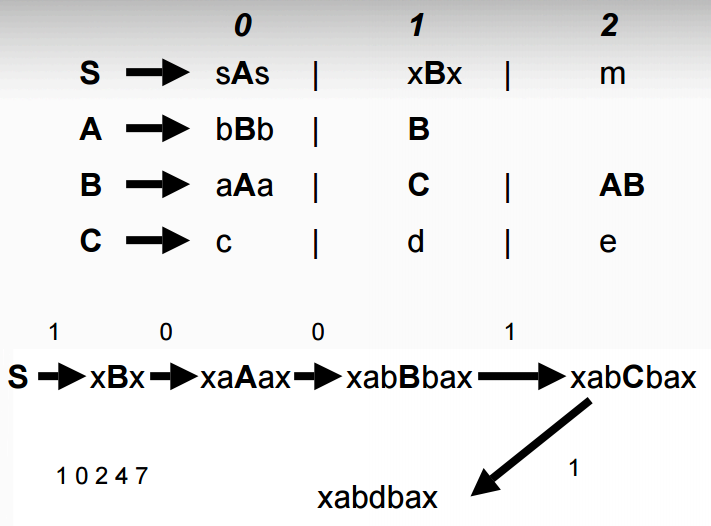 0 1 2
S → sAs | xBx | m
A → bBb | B
B → aAa | C | AB
C → c | d | e
1 0 0 1
S → xBx → xaAax → xabBbax → xabCbax
1 0 2 4 7 1
xabdbax